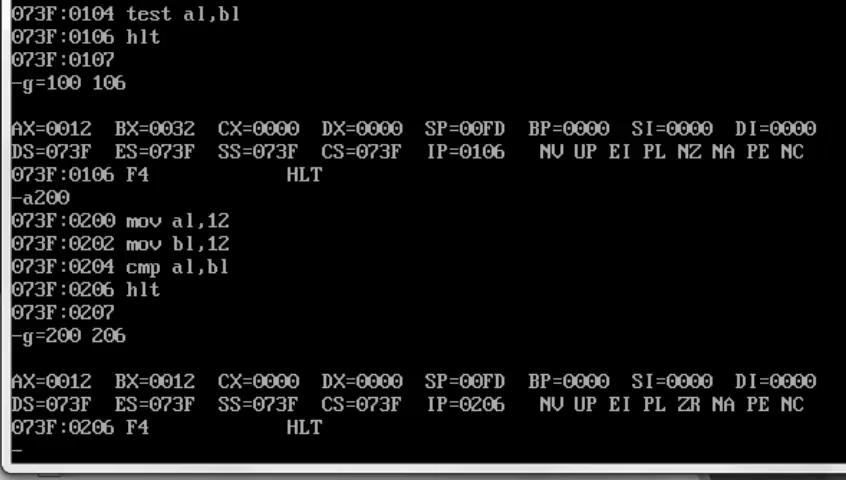 073F:0104 test al,bl
073F:0106 hlt
073F:0107
-g=100 106
AX=0012 BX=0032 CX=0000 DX=0000 SP=00FD BP=0000 SI=0000 DI=0000
DS=073F ES=073F SS=073F CS=073F IP=0106 NV UP EI PL NZ NA PE NC
073F:0106 F4 HLT
-a200
073F:0200 mov al,12
073F:0202 mov bl,12
073F:0204 cmp al,bl
073F:0206 hlt
073F:0207
-g=200 206
AX=0012 BX=0012 CX=0000 DX=0000 SP=00FD BP=0000 SI=0000 DI=0000
DS=073F ES=073F SS=073F CS=073F IP=0206 NV UP EI PL ZR NA PE NC
073F:0206 F4 HLT
-